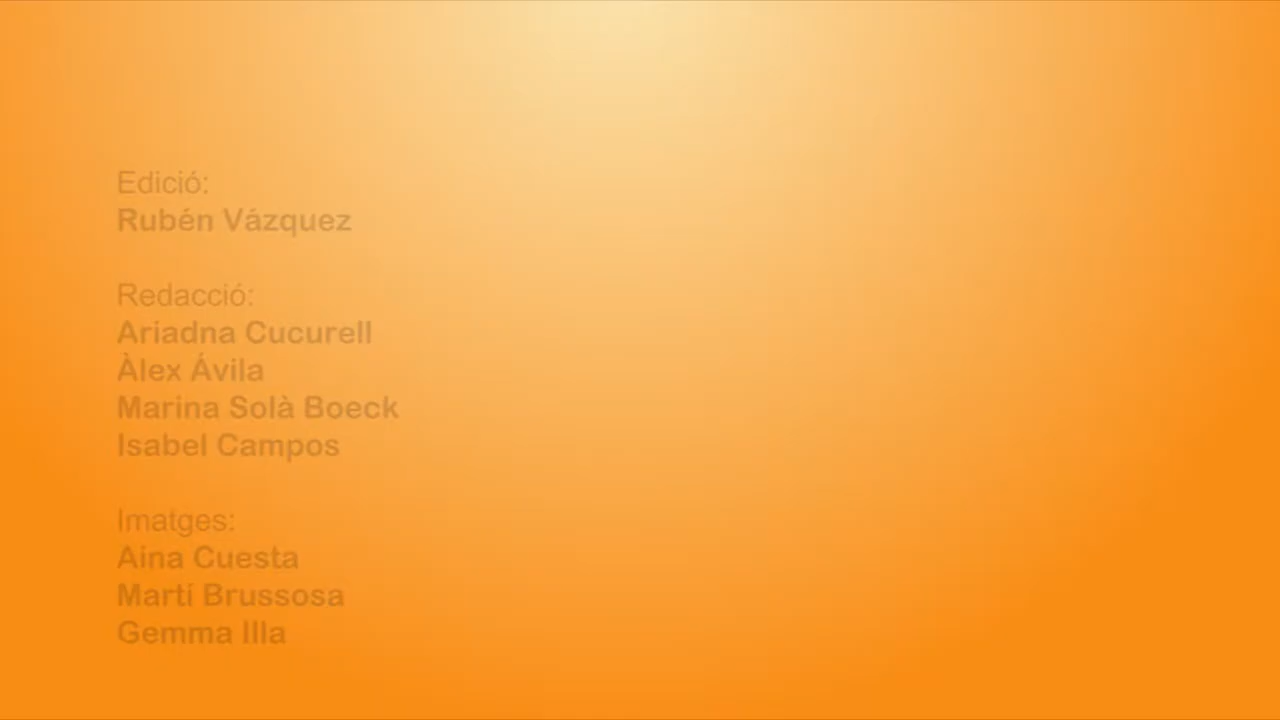 Edició:
Rubén Vázquez
Redacció:
Ariadna Cucurell
Àlex Ávila
Marina Solà Boeck
Isabel Campos
Imatges:
Aina Cuesta
Martí Brussosa
Gemma Illa